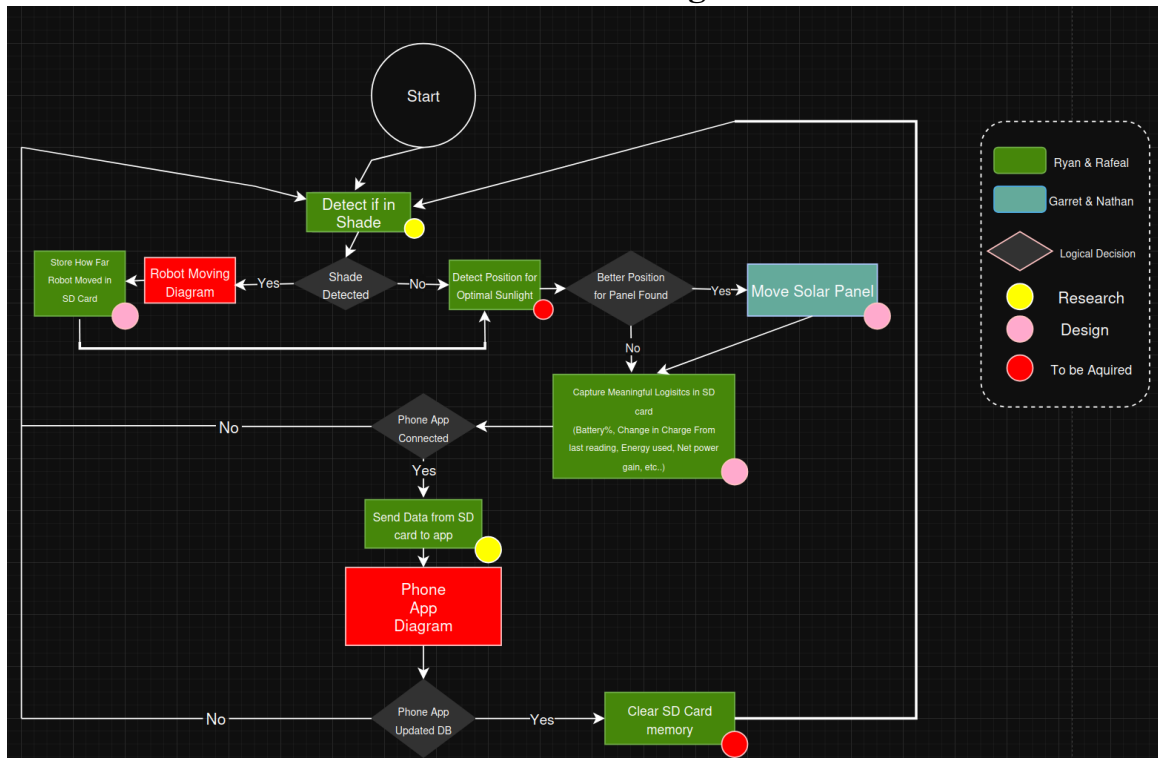 Start
Detect if in
Shade
Store How Far
Robot Moved in
SD Card
Robot Moving
Diagram
Yes
Shade
Detected
No
Detect Position for
Optimal Sunlight
Better Position
for Panel Found
Yes
Move Solar Panel
No
Capture Meaningful Logisitcs in SD
card
(Battery%, Change in Charge From
last reading, Energy used, Net power
gain, etc..)
Phone App
Connected
No
Yes
Send Data from SD
card to app
Phone
App
Diagram
Phone App
Updated DB
No
Yes
Clear SD Card
memory
Ryan & Rafeal
Garret & Nathan
Logical Decision
Research
Design
To be Aquired